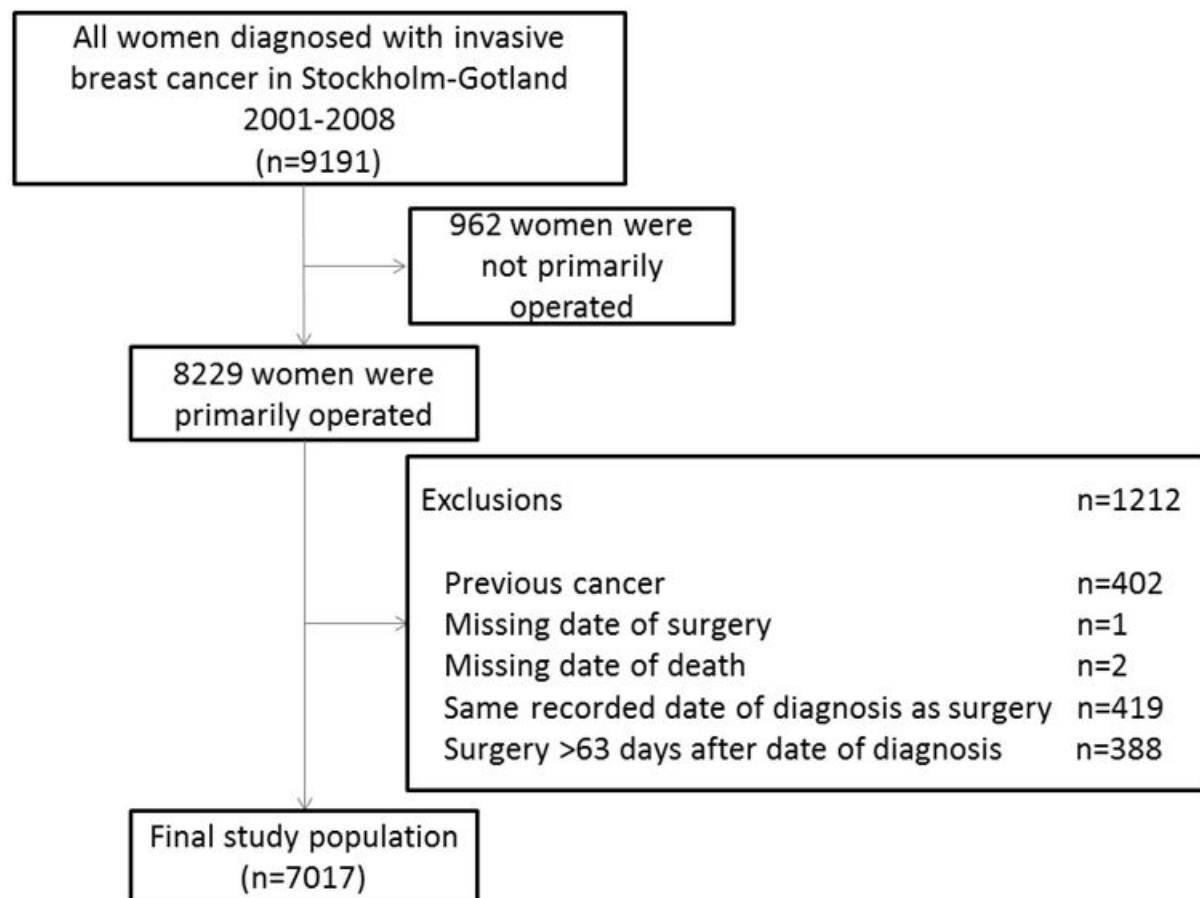 All women diagnosed with invasive
breast cancer in Stockholm-Gotland
2001-2008
(n=9191)
962 women were
not primarily
operated
8229 women were
primarily operated
Exclusions n=1212
Previous cancer n=402
Missing date of surgery n=1
Missing date of death n=2
Same recorded date of diagnosis as surgery n=419
Surgery >63 days after date of diagnosis n=388
Final study population
(n=7017)